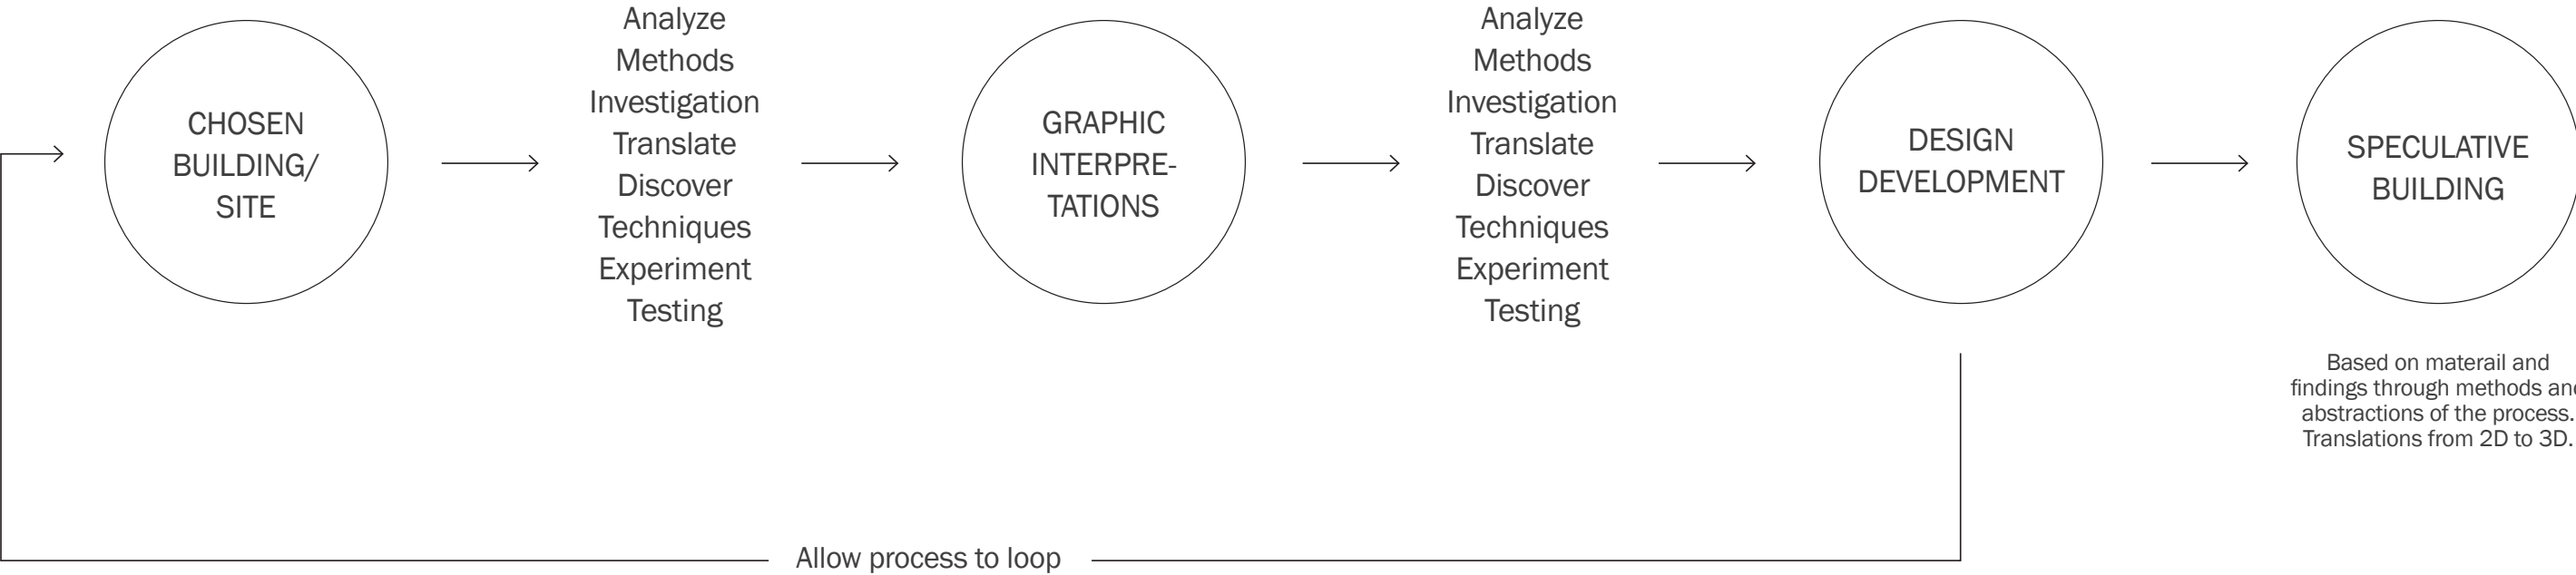 CHOSEN
BUILDING/
SITE
Analyze
Methods
Investigation
Translate
Discover
Techniques
Experiment
Testing
GRAPHIC
INTERPRE-
TATIONS
Analyze
Methods
Investigation
Translate
Discover
Techniques
Experiment
Testing
DESIGN
DEVELOPMENT
SPECULATIVE
BUILDING
Based on materail and
findings through methods and
abstractions of the process.
Translations from 2D to 3D.
Allow process to loop